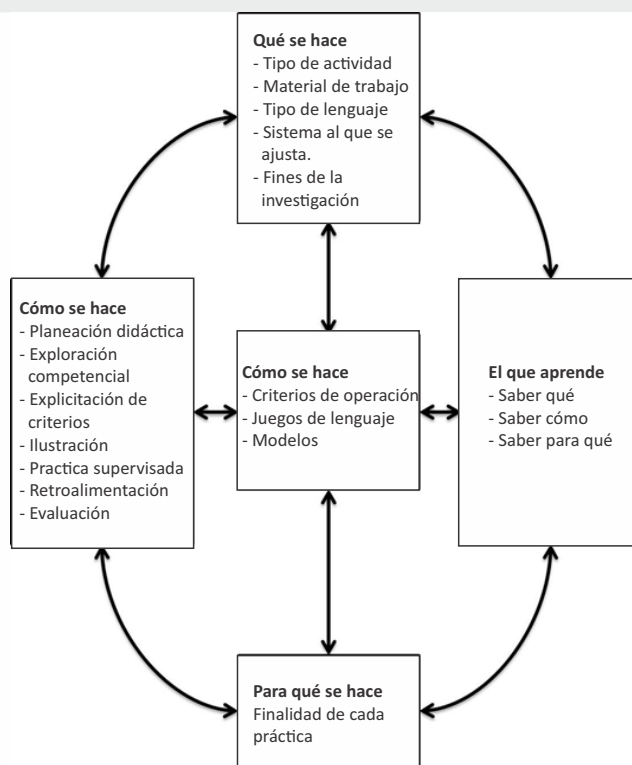 Qué se hace
- Tipo de actividad
- Material de trabajo
- Tipo de lenguaje
- Sistema al que se
ajusta.
- Fines de la
investigación
Cómo se hace
- Planeación didáctica
- Exploración
competencial
- Explicitación de
criterios
- Ilustración
- Practica supervisada
- Retroalimentación
- Evaluación
Cómo se hace
- Criterios de operación
- Juegos de lenguaje
- Modelos
El que aprende
- Saber qué
- Saber cómo
- Saber para qué
Para qué se hace
Finalidad de cada
práctica